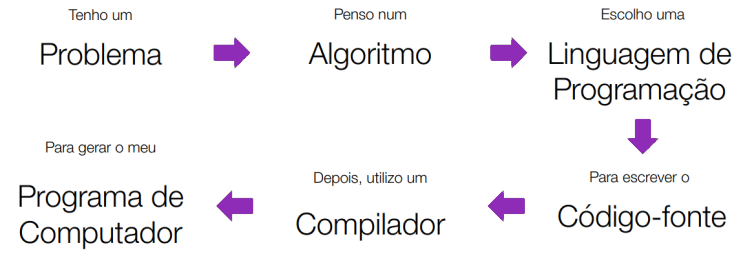 Tenho um
Problema
Penso num
Algoritmo
Escolho uma
Linguagem de
Programação
Para escrever o
Código-fonte
Depois, utilizo um
Compilador
Para gerar o meu
Programa de
Computador